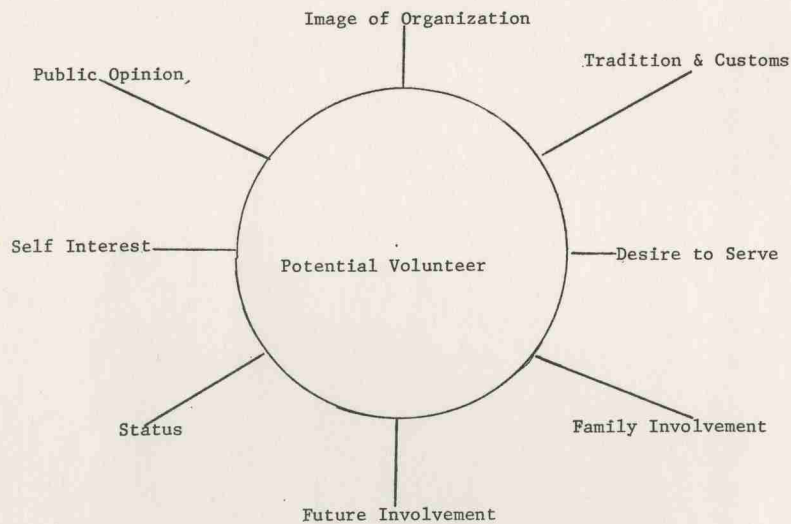 Image of Organization
Tradition & Customs
Public Opinion
Self Interest
Desire to Serve
Potential Volunteer
Status
Family Involvement
Future Involvement